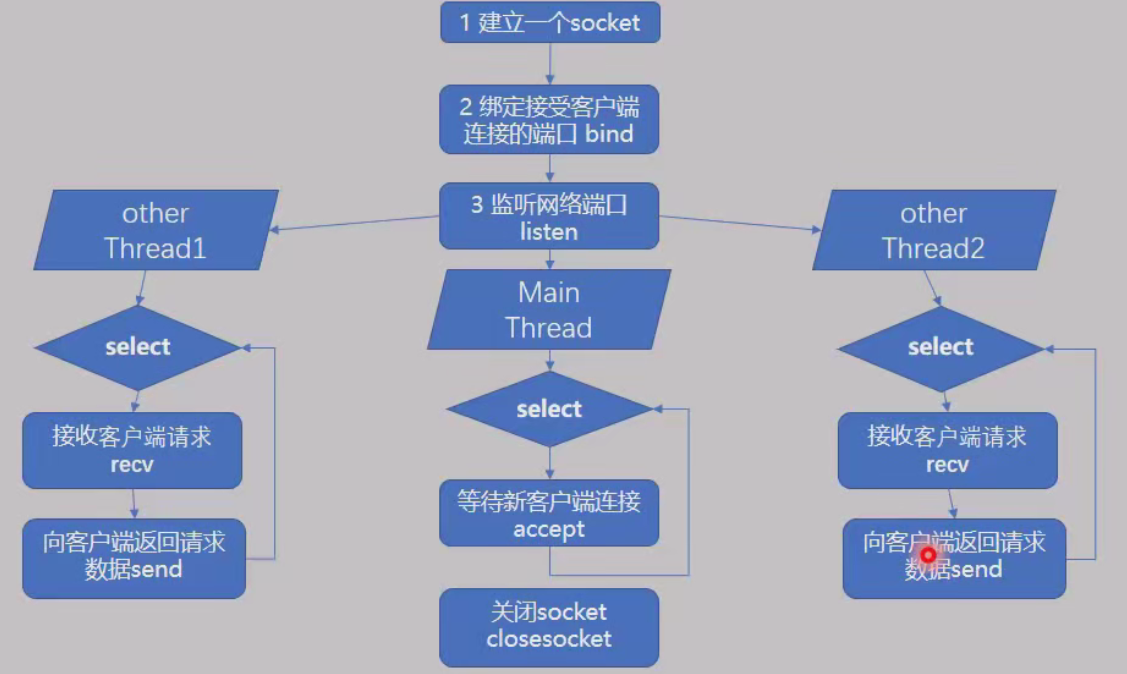 1 建立一个socket
2 绑定接受客户端
连接的端口 bind
3 监听网络端口
listen
other
Thread1
select
接收客户端请求
recv
向客户端返回请求
数据send
Main
Thread
select
等待新客户端连接
accept
关闭socket
closesocket
other
Thread2
select
接收客户端请求
recv
向客户端返回请求
数据send